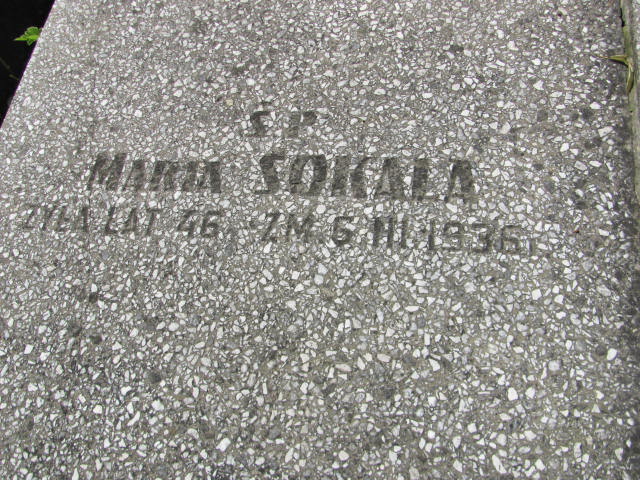 Ś P
MARIA SOKALA
ŻYŁA LAT 46, ZM. 6 III 1936 r